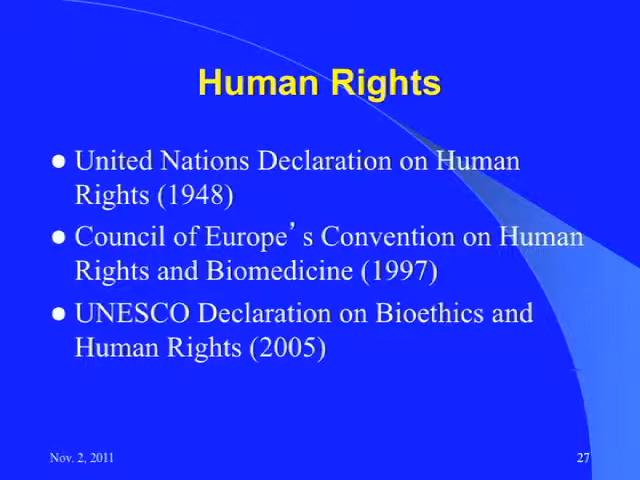 Human Rights
● United Nations Declaration on Human
Rights (1948)
● Council of Europe’s Convention on Human
Rights and Biomedicine (1997)
● UNESCO Declaration on Bioethics and
Human Rights (2005)
Nov. 2, 2011
27